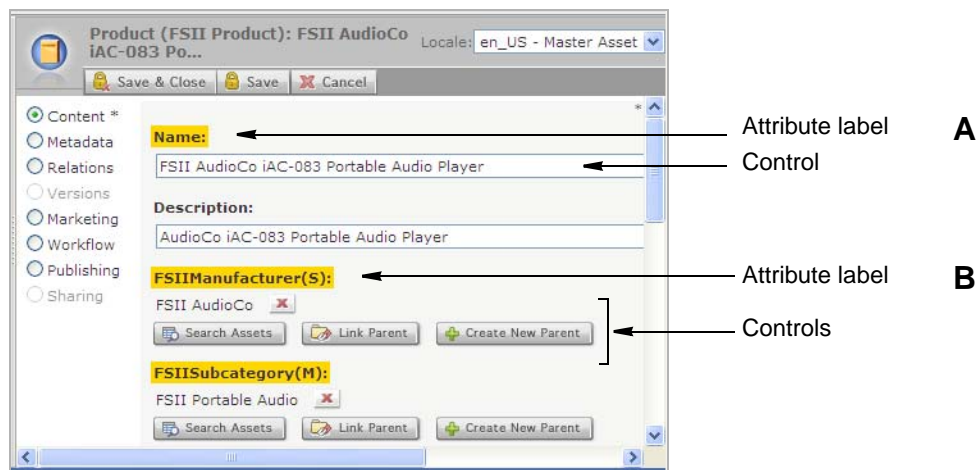 Product (FSII Product): FSII AudioCo
iAC-083 Po...
Locale: en_US - Master Asset
Save & Close Save Cancel
Content *
Metadata
Relations
Versions
Marketing
Workflow
Publishing
Sharing
*
Name:
FSII AudioCo iAC-083 Portable Audio Player
Description:
AudioCo iAC-083 Portable Audio Player
FSIIManufacturer(S):
FSII AudioCo
Search Assets Link Parent Create New Parent
FSIISubcategory(M):
FSII Portable Audio
Search Assets Link Parent Create New Parent
Attribute label A
Control
Attribute label B
Controls